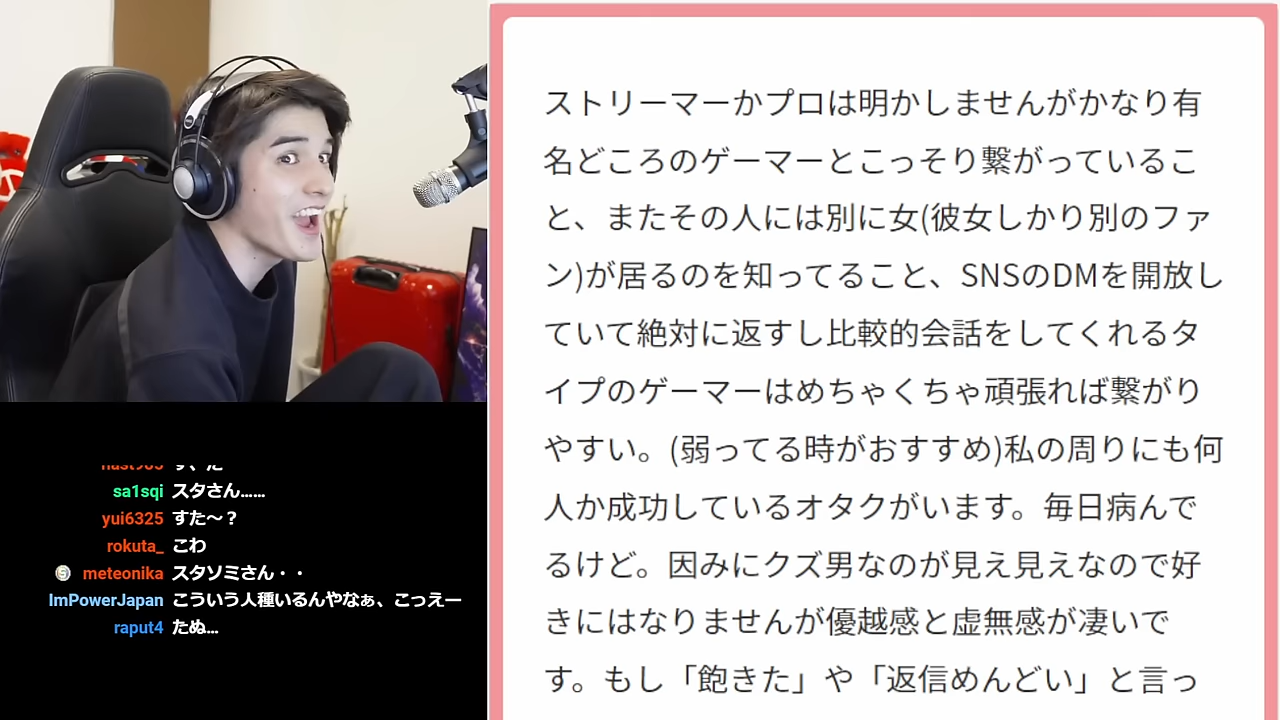 ストリーマーかプロは明かしませんがかなり有
名どころのゲーマーとこっそり繋がっているこ
と、またその人には別に女(彼女しかり別のファ
ン)が居るのを知ってること、SNSのDMを開放し
ていて絶対に返すし比較的会話をしてくれるタ
イプのゲーマーはめちゃくちゃ頑張れば繋がり
やすい。(弱ってる時がおすすめ)私の周りにも何
人か成功しているオタクがいます。毎日病んで
るけど。因みにクズ男なのが見え見えなので好
きにはなりませんが優越感と虚無感が凄いで
す。もし「飽きた」や「返信めんどい」と言っ
sa1sqi スタさん……
yui6325 すた〜？
rokuta_ こわ
meteonika スタソミさん・・
ImPowerJapan こういう人種いるんやなぁ、こっえー
raput4 たぬ…